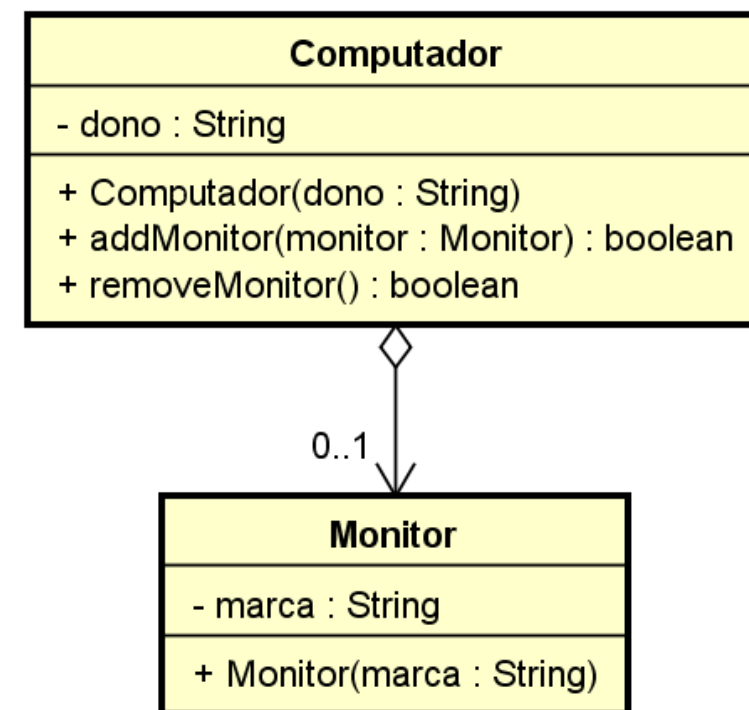 Computador
- dono : String
+ Computador(dono : String)
+ addMonitor(monitor : Monitor) : boolean
+ removeMonitor() : boolean
0..1
Monitor
- marca : String
+ Monitor(marca : String)